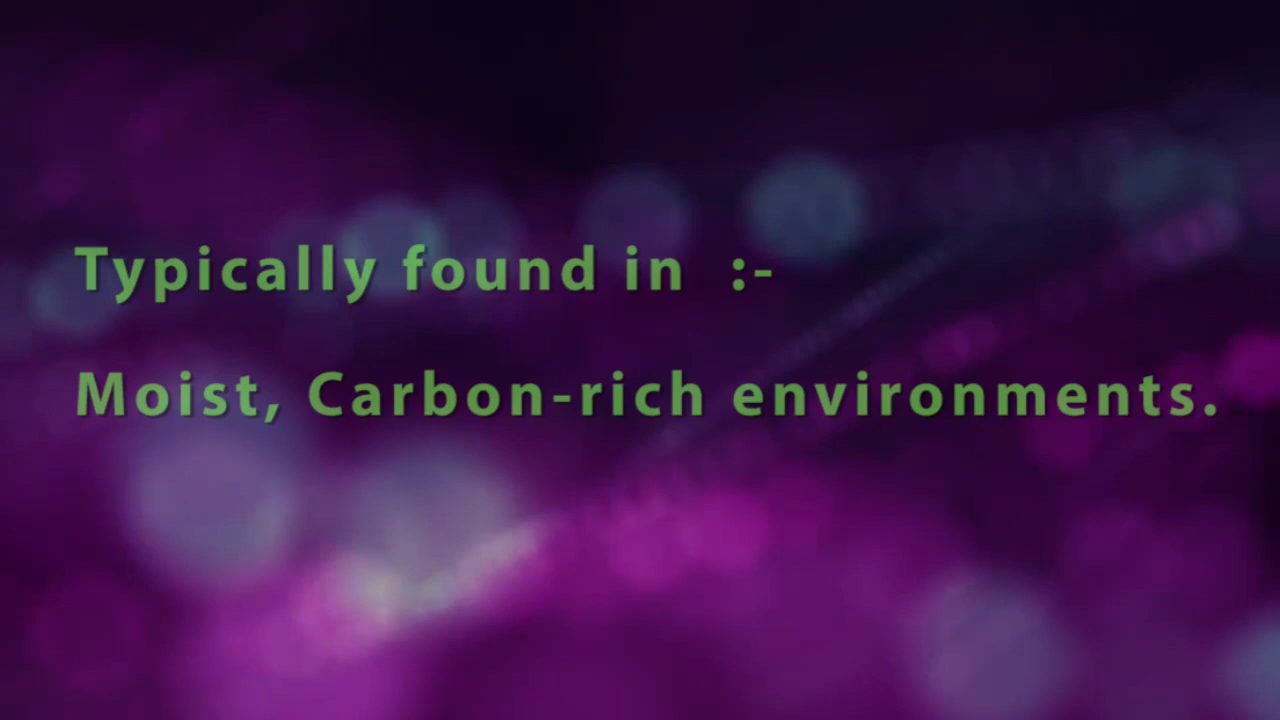 Typically found in  :-
Moist, Carbon-rich environments.